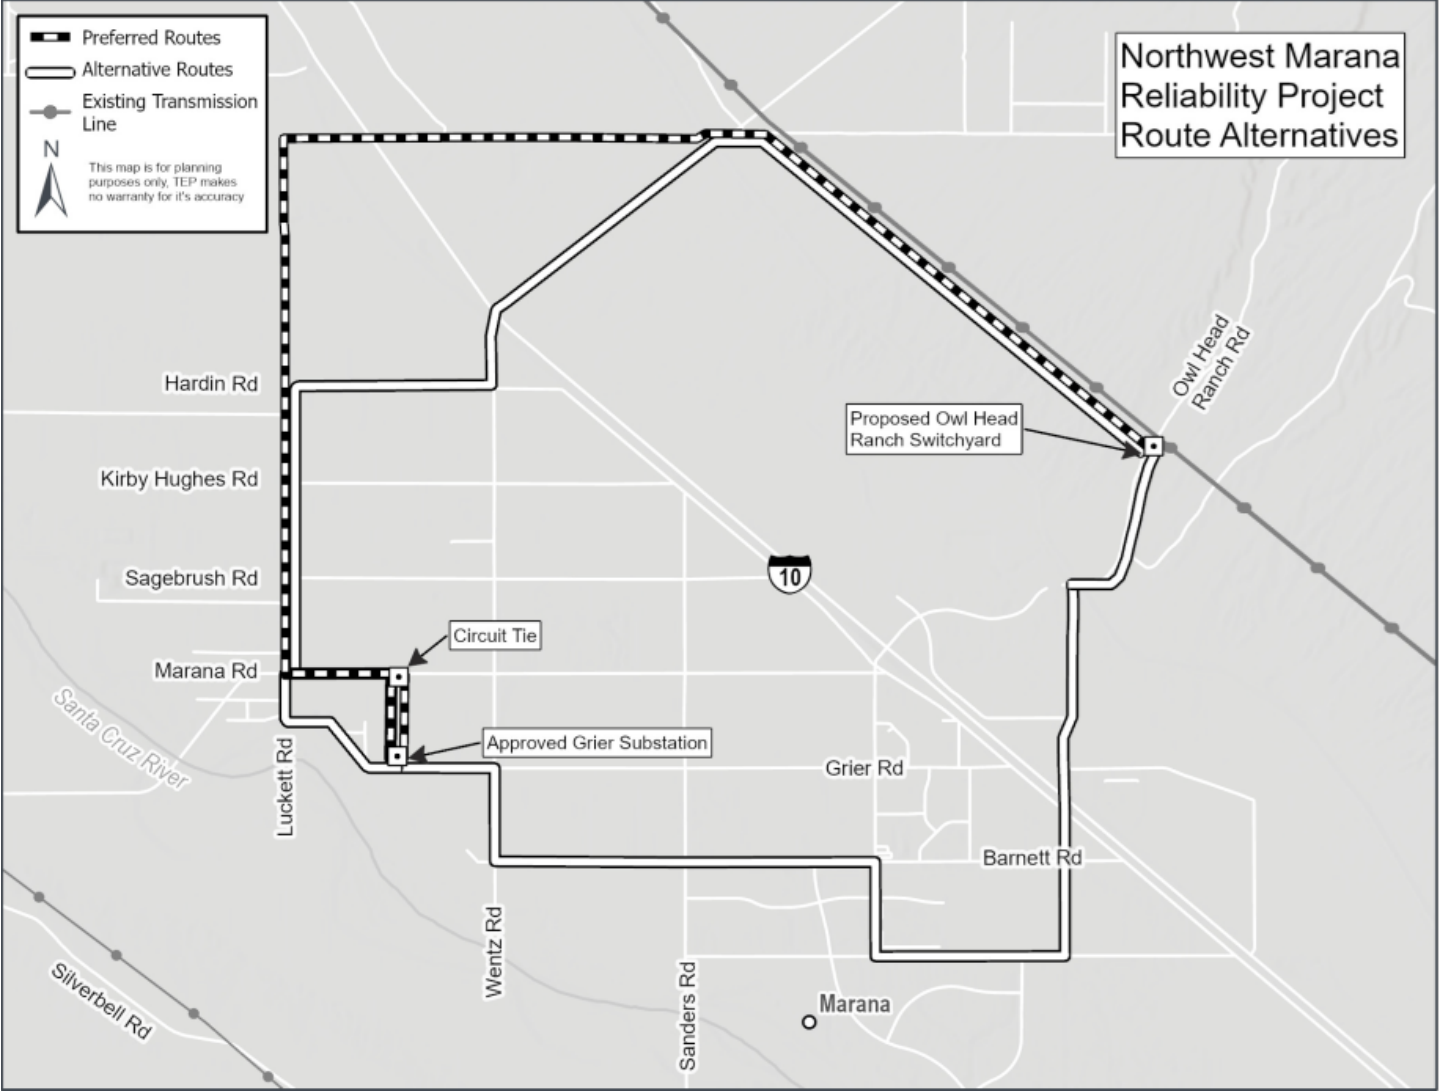 Preferred Routes
Alternative Routes
Existing Transmission
Line
N
This map is for planning
purposes only, TEP makes
no warranty for it's accuracy
Northwest Marana
Reliability Project
Route Alternatives
Owl Head
Ranch Rd
Hardin Rd
Proposed Owl Head
Ranch Switchyard
Kirby Hughes Rd
Sagebrush Rd
10
Circuit Tie
Marana Rd
Santa Cruz River
Approved Grier Substation
Luckett Rd
Grier Rd
Barnett Rd
Wentz Rd
Silverbell Rd
Sanders Rd
Marana